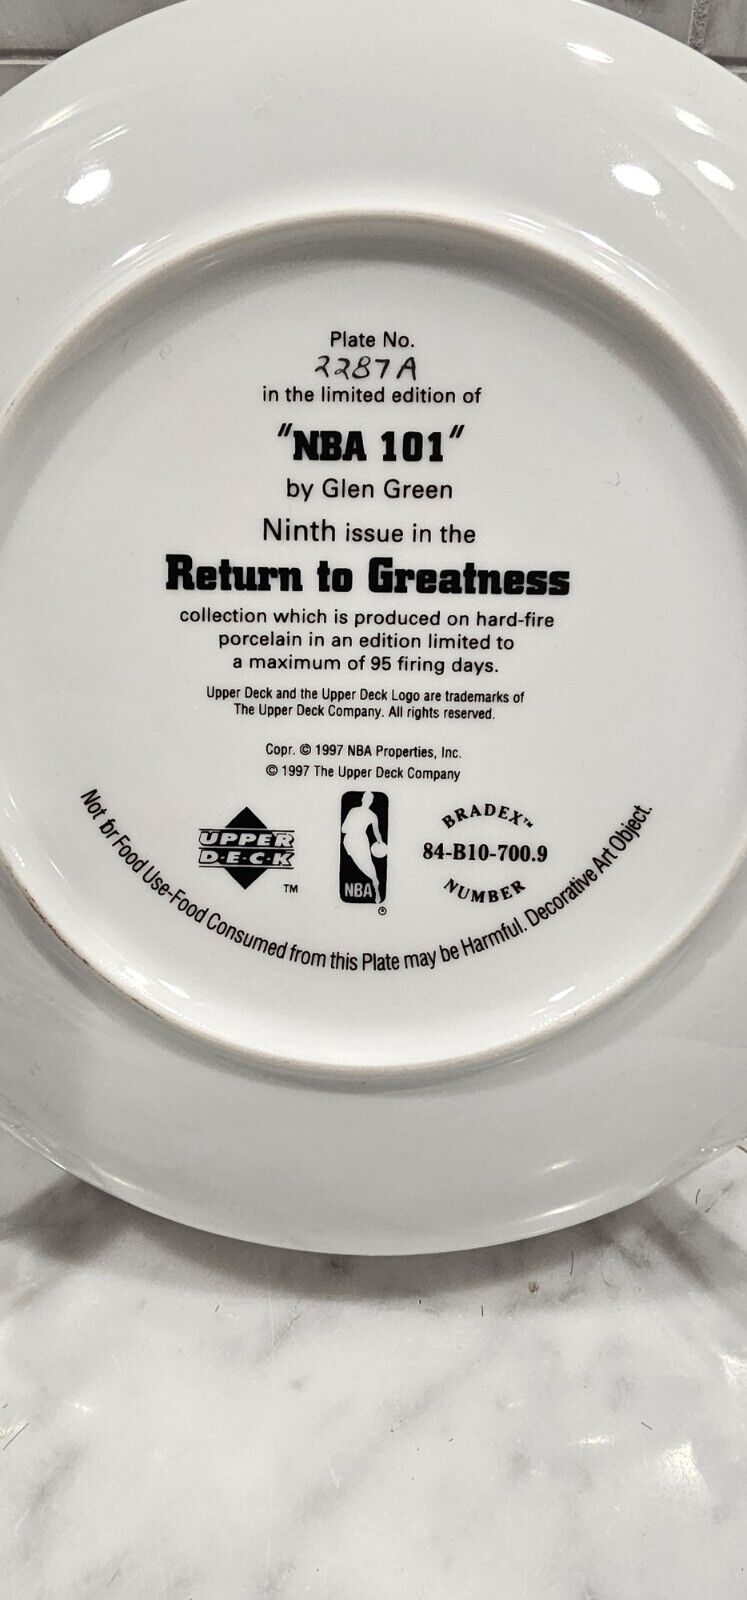 Plate No.
2287A
in the limited edition of
"NBA 101"
by Glen Green
Ninth issue in the
Return to Greatness
collection which is produced on hard-fire
porcelain in an edition limited to
a maximum of 95 firing days.
Upper Deck and the Upper Deck Logo are trademarks of
The Upper Deck Company. All rights reserved.
Copr. © 1997 NBA Properties, Inc.
© 1997 The Upper Deck Company
UPPER
D·E·C·K
™
NBA
®
BRADEX™
84-B10-700.9
NUMBER
Not for Food Use-Food Consumed from this Plate may be Harmful. Decorative Art Object.